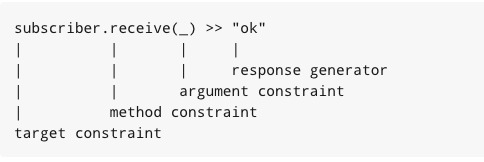 subscriber.receive(_) >> "ok"
|          |       |     |
|          |       |     response generator
|          |       argument constraint
|          method constraint
target constraint